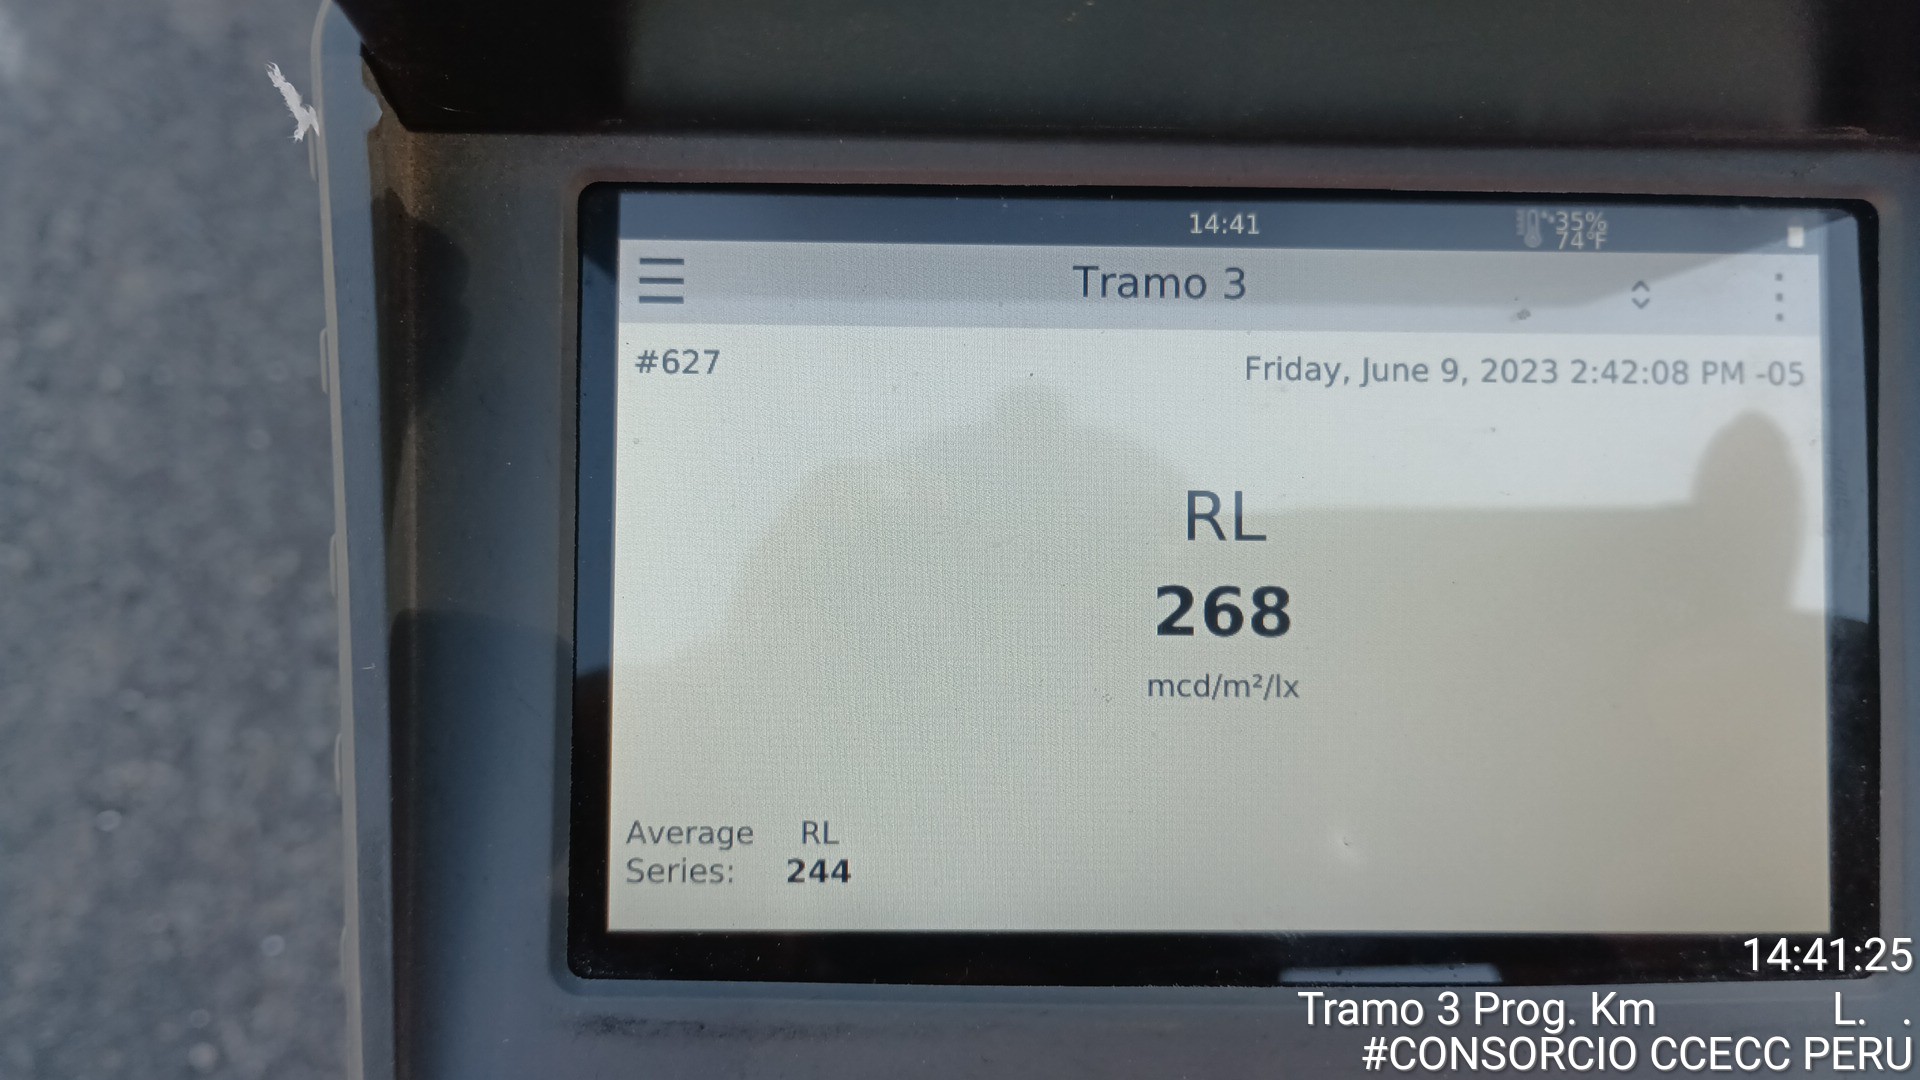 14:41
35%
74°F
Tramo 3
#627
Friday, June 9, 2023 2:42:08 PM -05
RL
268
mcd/m²/lx
Average RL
Series: 244
14:41:25
Tramo 3 Prog. Km L. .
#CONSORCIO CCECC PERU